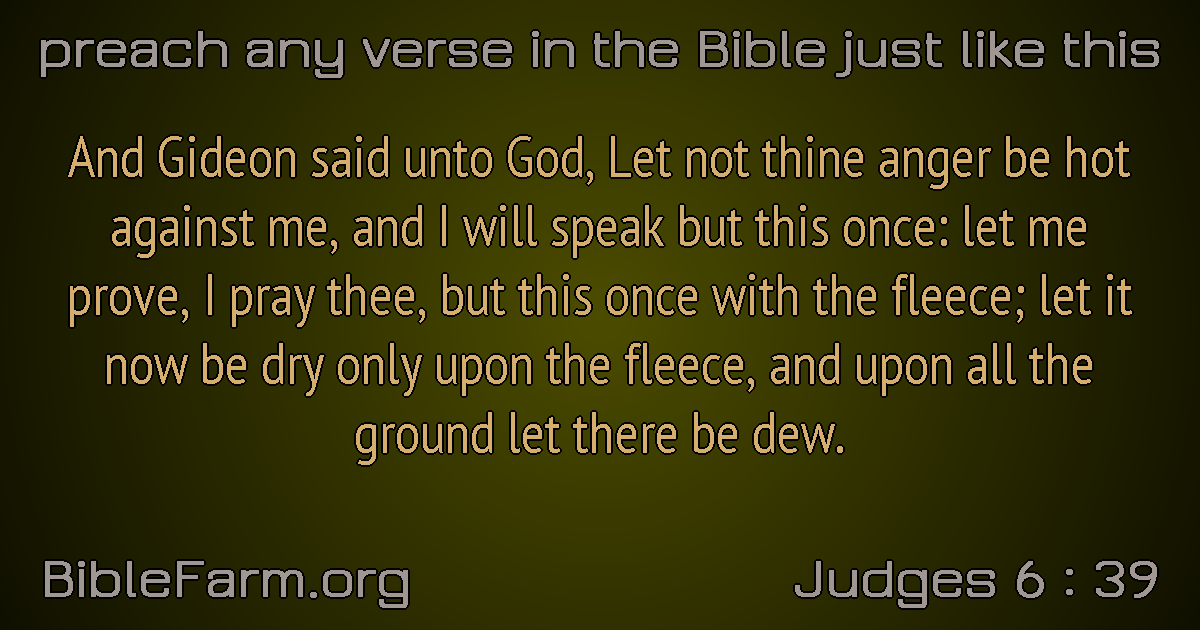 preach any verse in the Bible just like this
And Gideon said unto God, Let not thine anger be hot
against me, and I will speak but this once: let me
prove, I pray thee, but this once with the fleece; let it
now be dry only upon the fleece, and upon all the
ground let there be dew.
BibleFarm.org
Judges 6 : 39